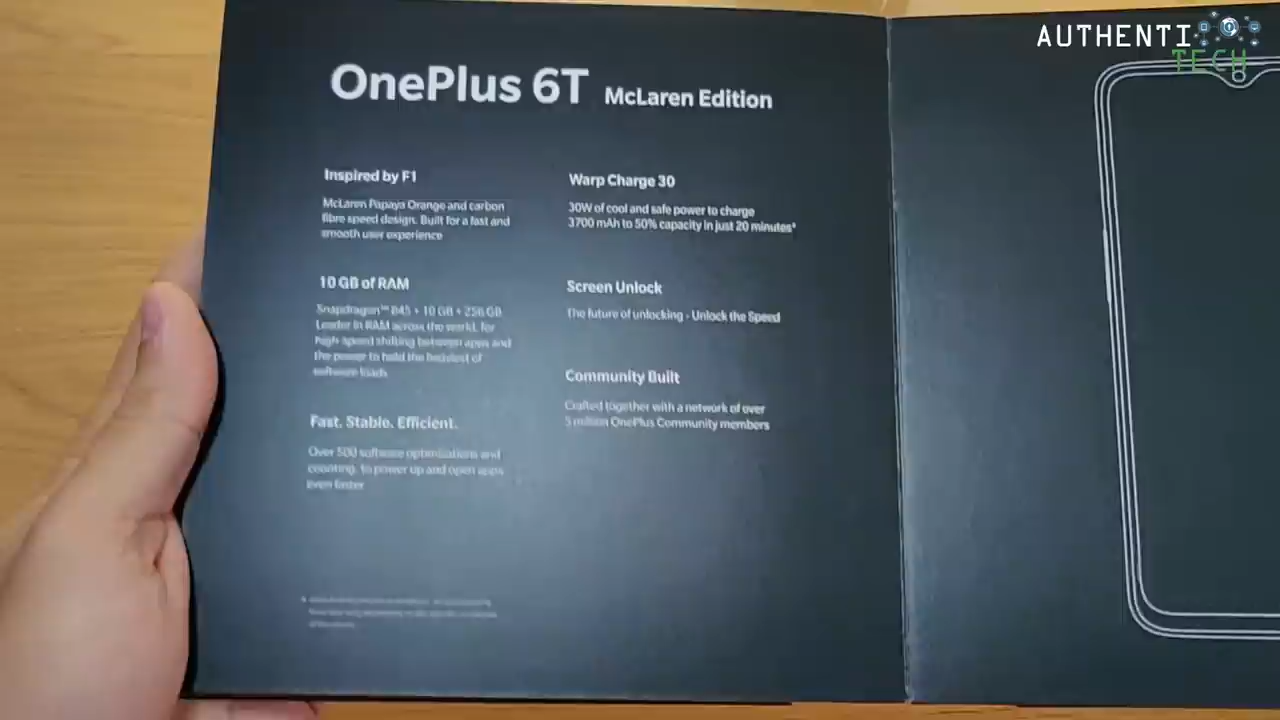 AUTHENTI
TECH
OnePlus 6T McLaren Edition
Inspired by F1
McLaren Papaya Orange and carbon
fibre speed design. Built for a fast and
smooth user experience
10 GB of RAM
Snapdragon™ 845 + 10 GB + 256 GB
Leader in RAM across the world, for
high-speed shifting between apps and
the power to hold the heaviest of
software loads
Fast. Stable. Efficient.
Over 500 software optimisations and
counting, to power up and open apps
even faster
Warp Charge 30
30W of cool and safe power to charge
3700 mAh to 50% capacity in just 20 minutes*
Screen Unlock
The future of unlocking - Unlock the Speed
Community Built
Crafted together with a network of over
5 million OnePlus Community members